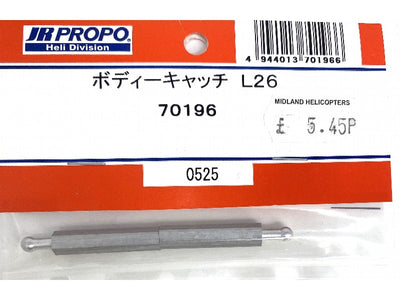 JR PROPO®
Heli Division
4 944013 701966
ボディーキャッチ L26
70196
MIDLAND HELICOPTERS
£ 5.45P
0525